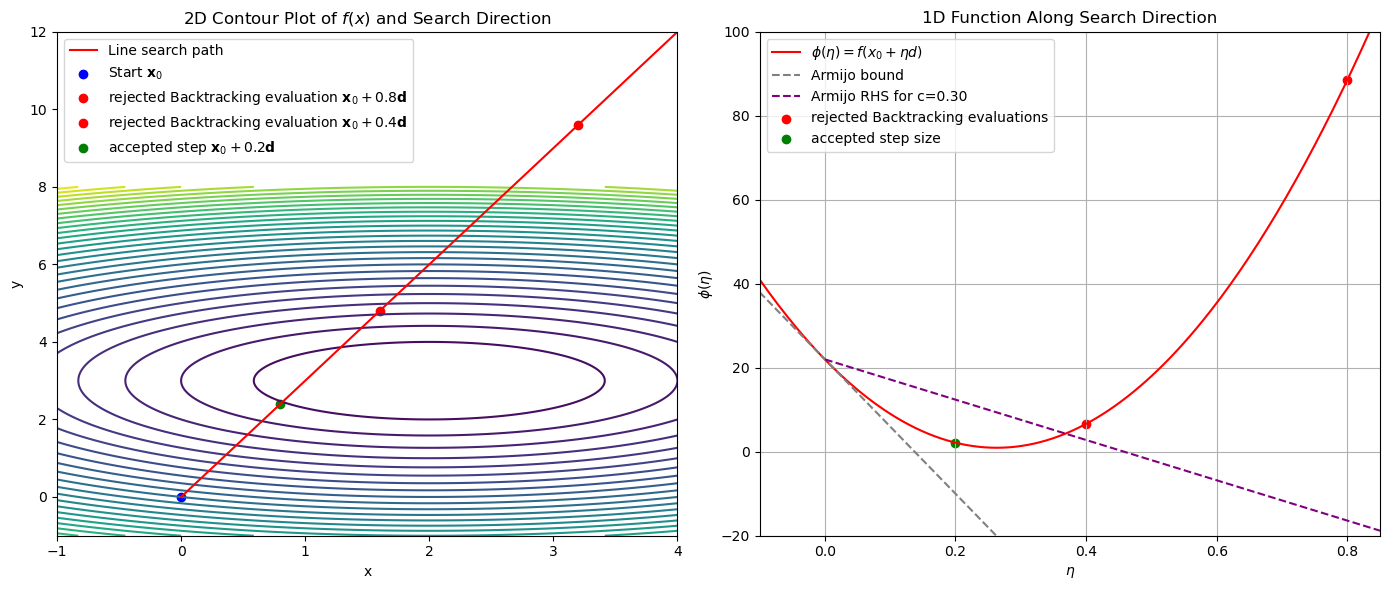 2D Contour Plot of f(x) and Search Direction
Line search path
Start x₀
rejected Backtracking evaluation x₀ + 0.8d
rejected Backtracking evaluation x₀ + 0.4d
accepted step x₀ + 0.2d
12
10
8
6
4
2
0
y
−1
0
1
2
3
4
x
1D Function Along Search Direction
ϕ(η) = f(x₀ + ηd)
Armijo bound
Armijo RHS for c=0.30
rejected Backtracking evaluations
accepted step size
100
80
60
40
20
0
−20
ϕ(η)
0.0
0.2
0.4
0.6
0.8
η